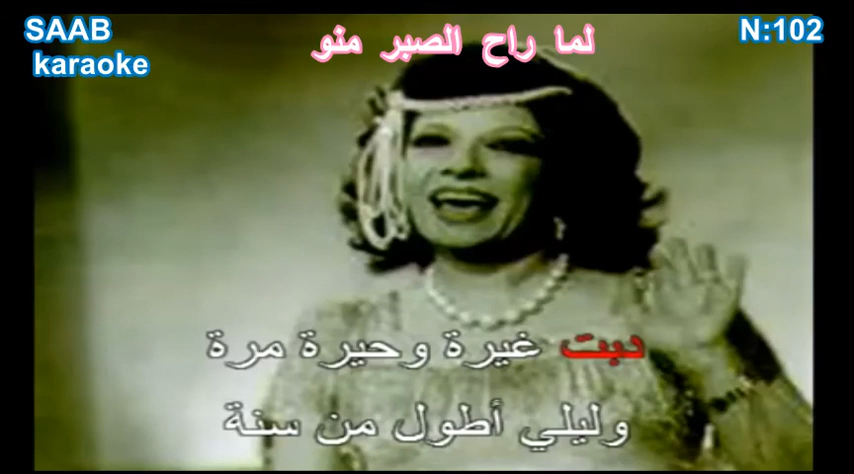 SAAB
karaoke
لما راح الصبر منو
N:102
دبت غيرة وحيرة مرة
وليلي أطول من سنة